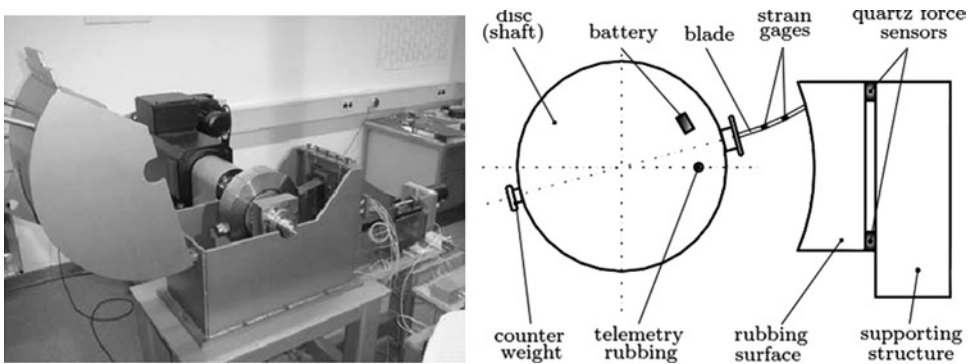 disc
(shaft)
battery
blade
strain
gages
quartz force
sensors
counter
weight
telemetry
rubbing
rubbing
surface
supporting
structure